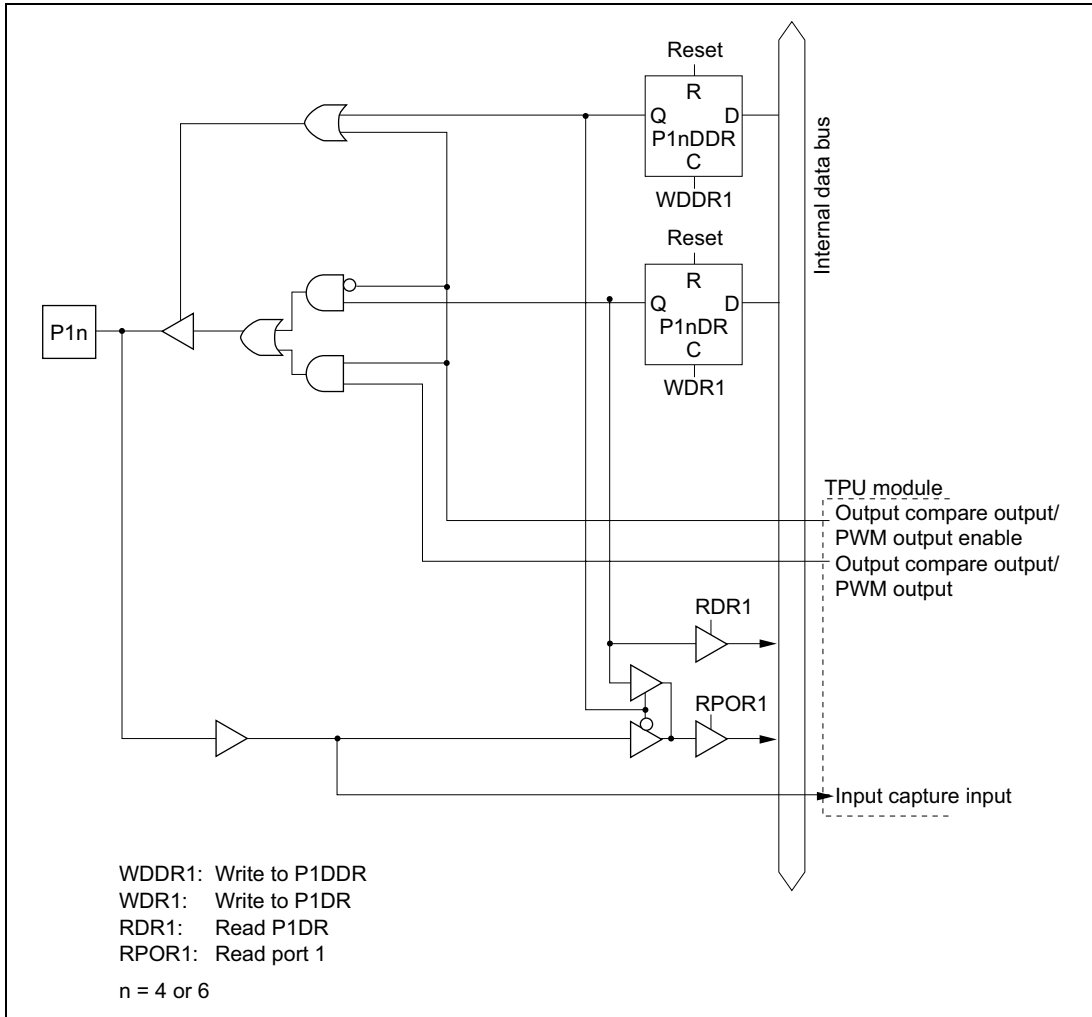 Reset
R
Q D
P1nDDR
C
WDDR1
Internal data bus
Reset
R
Q D
P1nDR
C
WDR1
P1n
TPU module
Output compare output/
PWM output enable
Output compare output/
PWM output
RDR1
RPOR1
Input capture input
WDDR1: Write to P1DDR
WDR1: Write to P1DR
RDR1: Read P1DR
RPOR1: Read port 1
n = 4 or 6